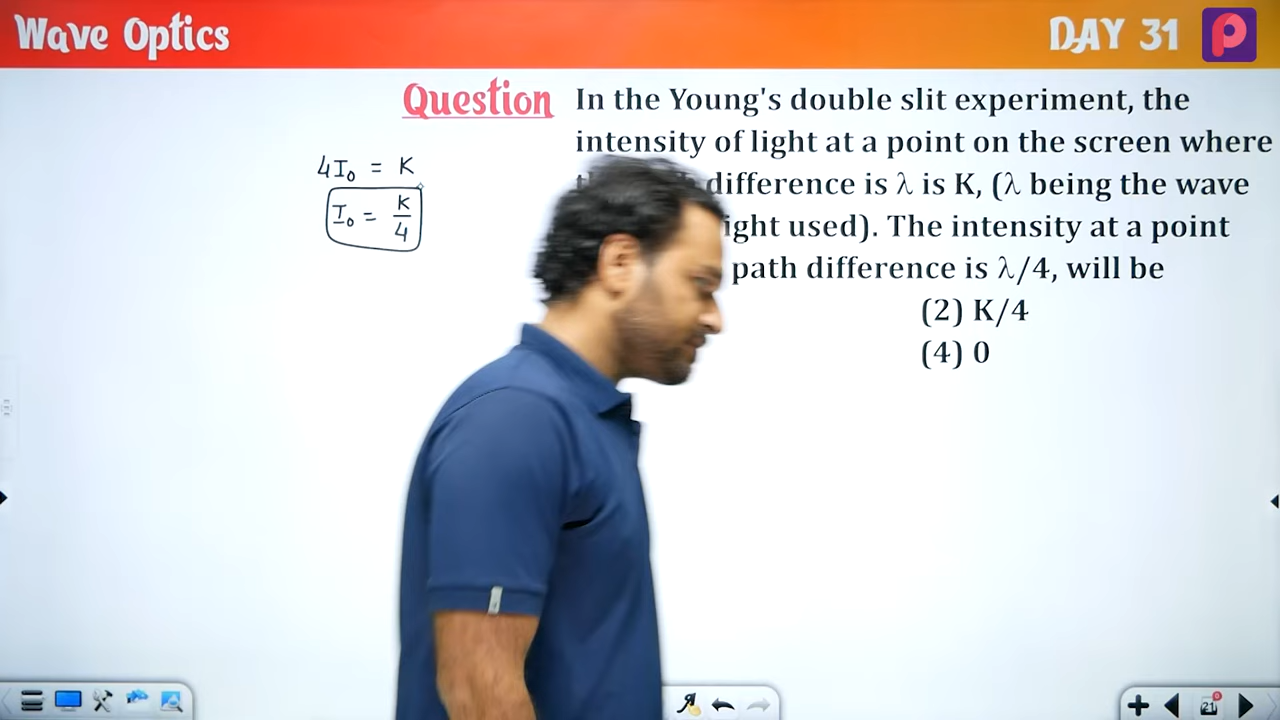 Wave Optics
DAY 31
Question In the Young's double slit experiment, the
intensity of light at a point on the screen where
difference is λ is K, (λ being the wave
ight used). The intensity at a point
path difference is λ/4, will be
(2) K/4
(4) 0
4I₀ = K
I₀ = K/4
21